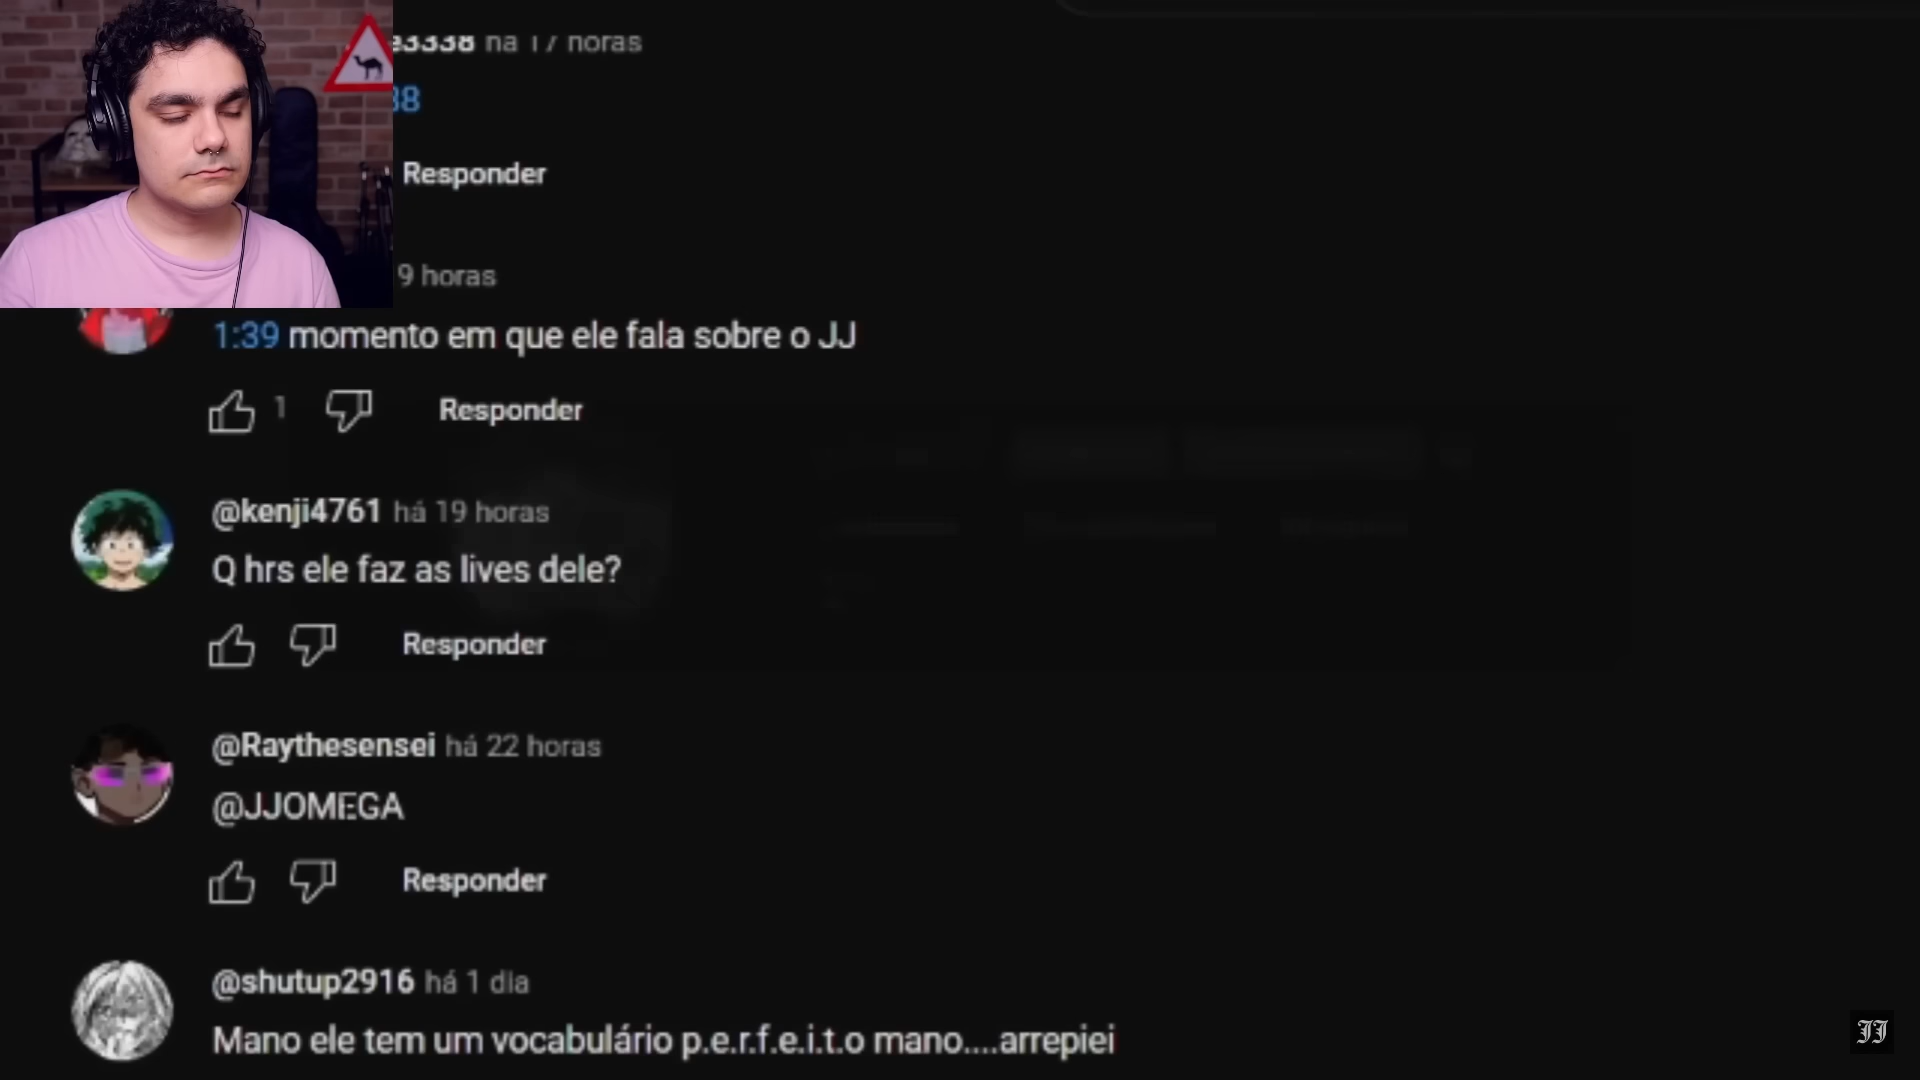 e3338 há 17 horas
38
Responder
9 horas
1:39 momento em que ele fala sobre o JJ
1
Responder
@kenji4761 há 19 horas
Q hrs ele faz as lives dele?
Responder
@Raythesensei há 22 horas
@JJOMEGA
Responder
@shutup2916 há 1 dia
Mano ele tem um vocabulário p.e.r.f.e.i.t.o mano....arrepiei
JJ